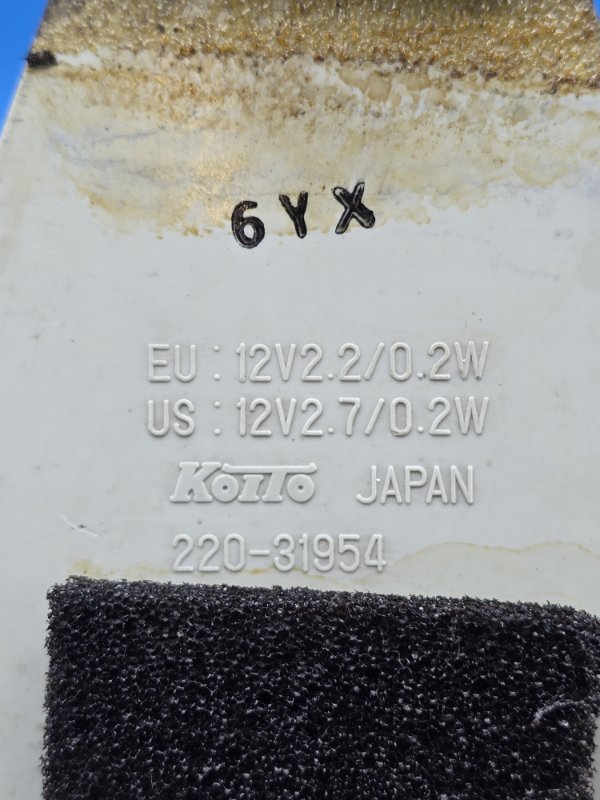 6YX
EU : 12V2.2/0.2W
US : 12V2.7/0.2W
KOITO JAPAN
220-31954